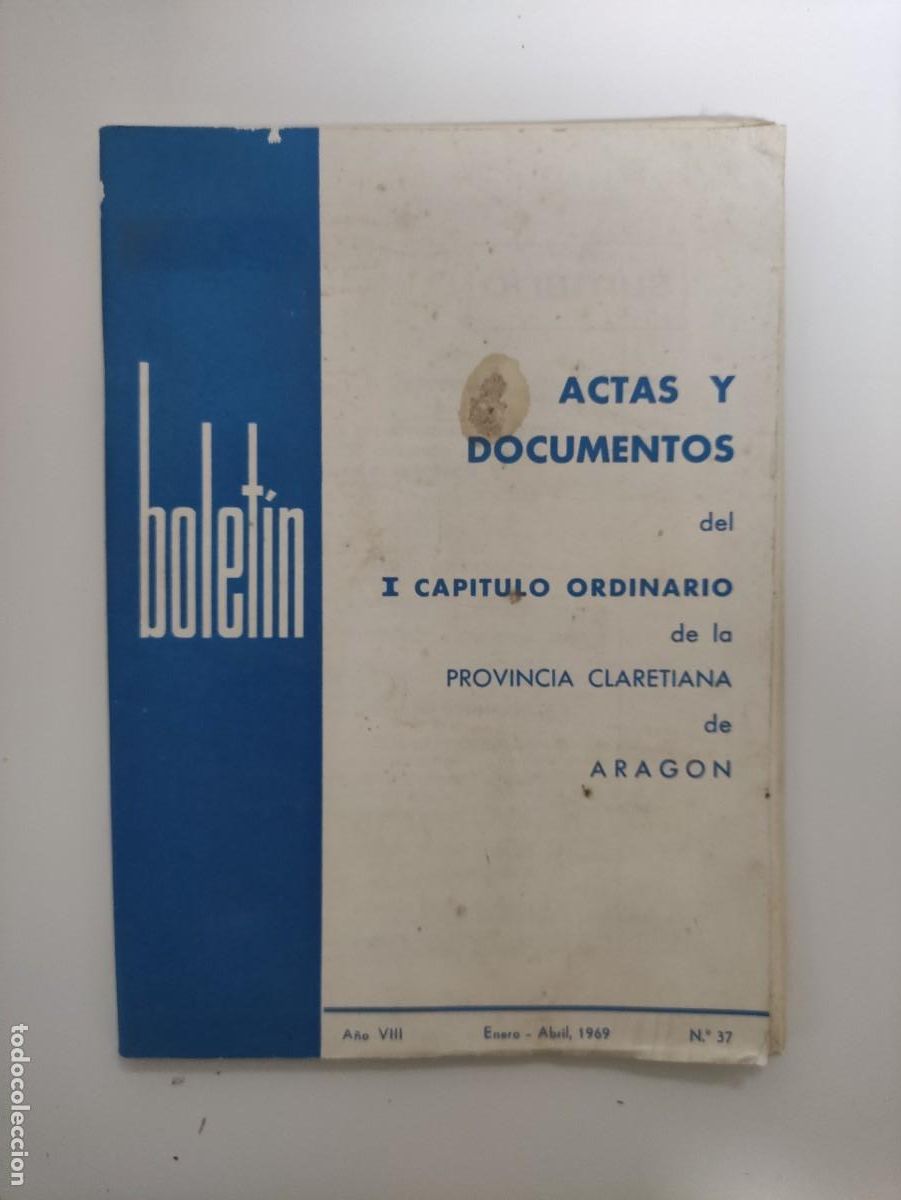 boletín
ACTAS Y
DOCUMENTOS
del
I CAPITULO ORDINARIO
de la
PROVINCIA CLARETIANA
de
ARAGON
Año VIII Enero - Abril, 1969 N.º 37
todocoleccion